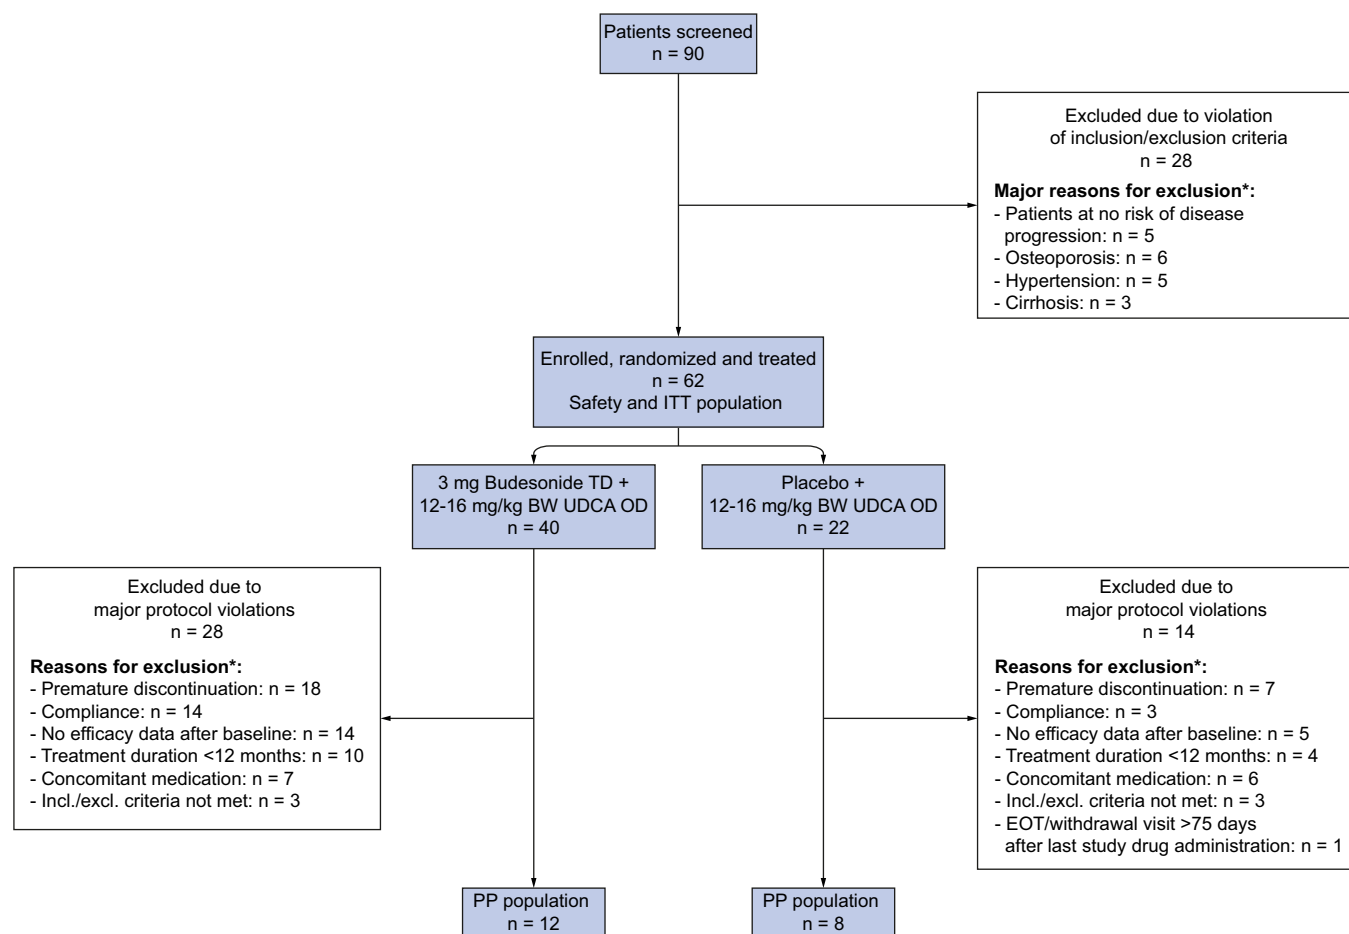 Patients screened
n = 90
Excluded due to violation
of inclusion/exclusion criteria
n = 28
Major reasons for exclusion*:
- Patients at no risk of disease
progression: n = 5
- Osteoporosis: n = 6
- Hypertension: n = 5
- Cirrhosis: n = 3
Enrolled, randomized and treated
n = 62
Safety and ITT population
3 mg Budesonide TD +
12-16 mg/kg BW UDCA OD
n = 40
Placebo +
12-16 mg/kg BW UDCA OD
n = 22
Excluded due to
major protocol violations
n = 28
Reasons for exclusion*:
- Premature discontinuation: n = 18
- Compliance: n = 14
- No efficacy data after baseline: n = 14
- Treatment duration <12 months: n = 10
- Concomitant medication: n = 7
- Incl./excl. criteria not met: n = 3
Excluded due to
major protocol violations
n = 14
Reasons for exclusion*:
- Premature discontinuation: n = 7
- Compliance: n = 3
- No efficacy data after baseline: n = 5
- Treatment duration <12 months: n = 4
- Concomitant medication: n = 6
- Incl./excl. criteria not met: n = 3
- EOT/withdrawal visit >75 days
after last study drug administration: n = 1
PP population
n = 12
PP population
n = 8